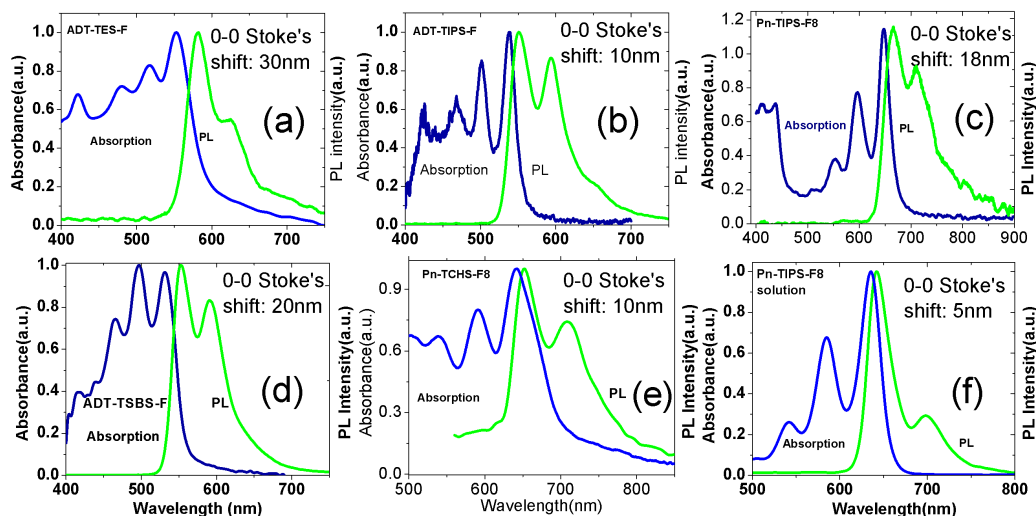 ADT-TES-F
0-0 Stoke's
shift: 30nm
(a)
Absorption
PL
Absorbance(a.u.)
1.0
0.8
0.6
0.4
0.2
0.0
400 500 600 700
PL intensity
Absorbance(a.u.)
ADT-TIPS-F
0-0 Stoke's
shift: 10nm
(b)
Absorption
PL
1.0
0.8
0.6
0.4
0.2
0.0
400 500 600 700
PL intensity
Absorbance(a.u.)
Pn-TIPS-F8
0-0 Stoke's
shift: 18nm
(c)
Absorption
PL
1.2
1.0
0.8
0.6
0.4
0.2
0.0
400 500 600 700 800 900
PL Intensity(a.u.)
Absorbance(a.u.)
0-0 Stoke's
shift: 20nm
(d)
ADT-TSBS-F
PL
Absorption
1.0
0.8
0.6
0.4
0.2
0.0
400 500 600 700
Wavelength (nm)
PL Intensity(a.u.)
Absorbance(a.u.)
Pn-TCHS-F8
0-0 Stoke's
shift: 10nm
(e)
Absorption
PL
0.9
0.6
0.3
0.0
500 600 700 800
Wavelength(nm)
PL Intensity(a.u.)
Absorbance(a.u.)
Pn-TIPS-F8
solution
0-0 Stoke's
shift: 5nm
(f)
Absorption
PL
1.0
0.8
0.6
0.4
0.2
0.0
500 600 700 800
Wavelength(nm)
PL Intensity(a.u.)